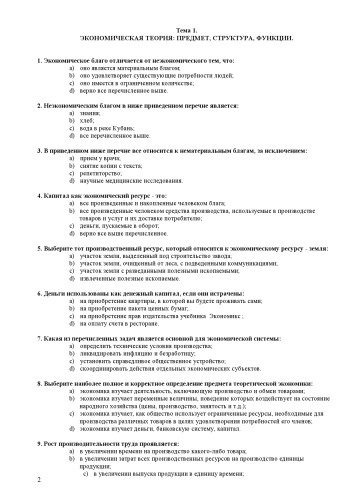 Тема 1.
ЭКОНОМИЧЕСКАЯ ТЕОРИЯ: ПРЕДМЕТ, СТРУКТУРА, ФУНКЦИИ.
1. Экономическое благо отличается от неэкономического тем, что:
a) оно является материальным благом;
b) оно удовлетворяет существующие потребности людей;
c) оно имеется в ограниченном количестве;
d) верно все перечисленное выше.
2. Неэкономическим благом в ниже приведенном перечне является:
a) знания;
b) хлеб;
c) вода в реке Кубань;
d) все перечисленное выше.
3. В приведенном ниже перечне все относится к нематериальным благам, за исключением:
a) прием у врача;
b) снятие копии с текста;
c) репетиторство;
d) научные медицинские исследования.
4. Капитал как экономический ресурс - это:
a) все произведенные и накопленные человеком блага;
b) все произведенные человеком средства производства, используемые в производстве
товаров и услуг и их доставке потребителю;
c) деньги, пускаемые в оборот;
d) верно все выше перечисленное.
5. Выберите тот производственный ресурс, который относится к экономическому ресурсу - земля:
a) участок земли, выделенный под строительство завода;
b) участок земли, очищенный от леса, с подведенными коммуникациями;
c) участок земли с разведанными полезными ископаемыми;
d) извлеченные полезные ископаемые.
6. Деньги использованы как денежный капитал, если они истрачены:
a) на приобретение квартиры, в которой вы будете проживать сами;
b) на приобретение пакета ценных бумаг;
c) на приобретение прав издательства учебника Экономикс ;
d) на оплату счета в ресторане.
7. Какая из перечисленных задач является основной для экономической системы:
a) определить технические условия производства;
b) ликвидировать инфляцию и безработицу;
c) установить справедливое общественное устройство;
d) скоординировать действия отдельных экономических субъектов.
8. Выберите наиболее полное и корректное определение предмета теоретической экономики:
a) экономика изучает деятельность, включающую производство и обмен товарами;
b) экономика изучает переменные величины, поведение которых воздействует на состояние
народного хозяйства (цены, производство, занятость и т.д.);
c) экономика изучает, как общество использует ограниченные ресурсы, необходимые для
производства различных товаров в целях удовлетворения потребностей его членов;
d) экономика изучает деньги, банковскую систему, капитал.
9. Рост производительности труда проявляется:
a) в увеличении времени на производство какого-либо товара;
b) в увеличении затрат всех производственных ресурсов на производство единицы
продукции;
c) в увеличении выпуска продукции в единицу времени;
2